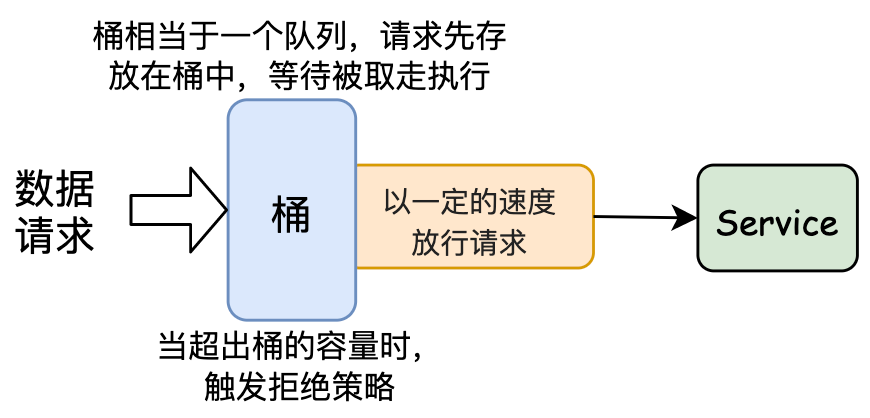 桶相当于一个队列，请求先存
放在桶中，等待被取走执行
数据
请求
桶
以一定的速度
放行请求
Service
当超出桶的容量时，
触发拒绝策略